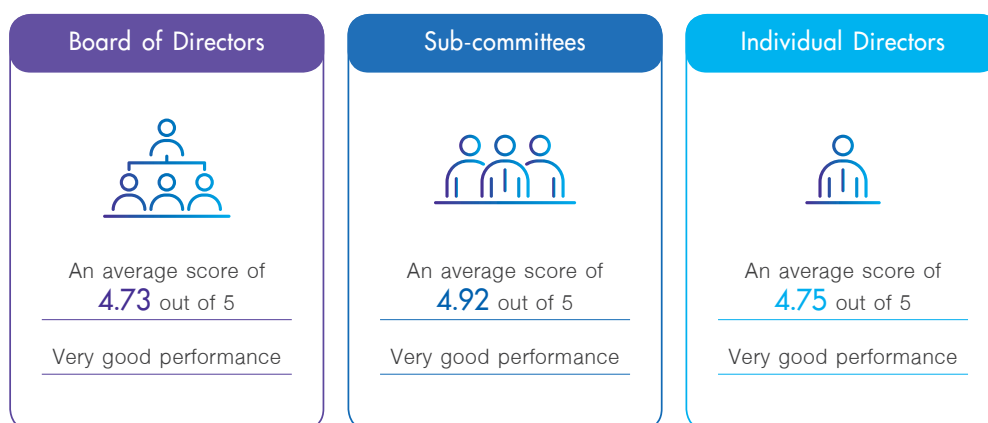 Board of Directors
An average score of
4.73 out of 5
Very good performance
Sub-committees
An average score of
4.92 out of 5
Very good performance
Individual Directors
An average score of
4.75 out of 5
Very good performance